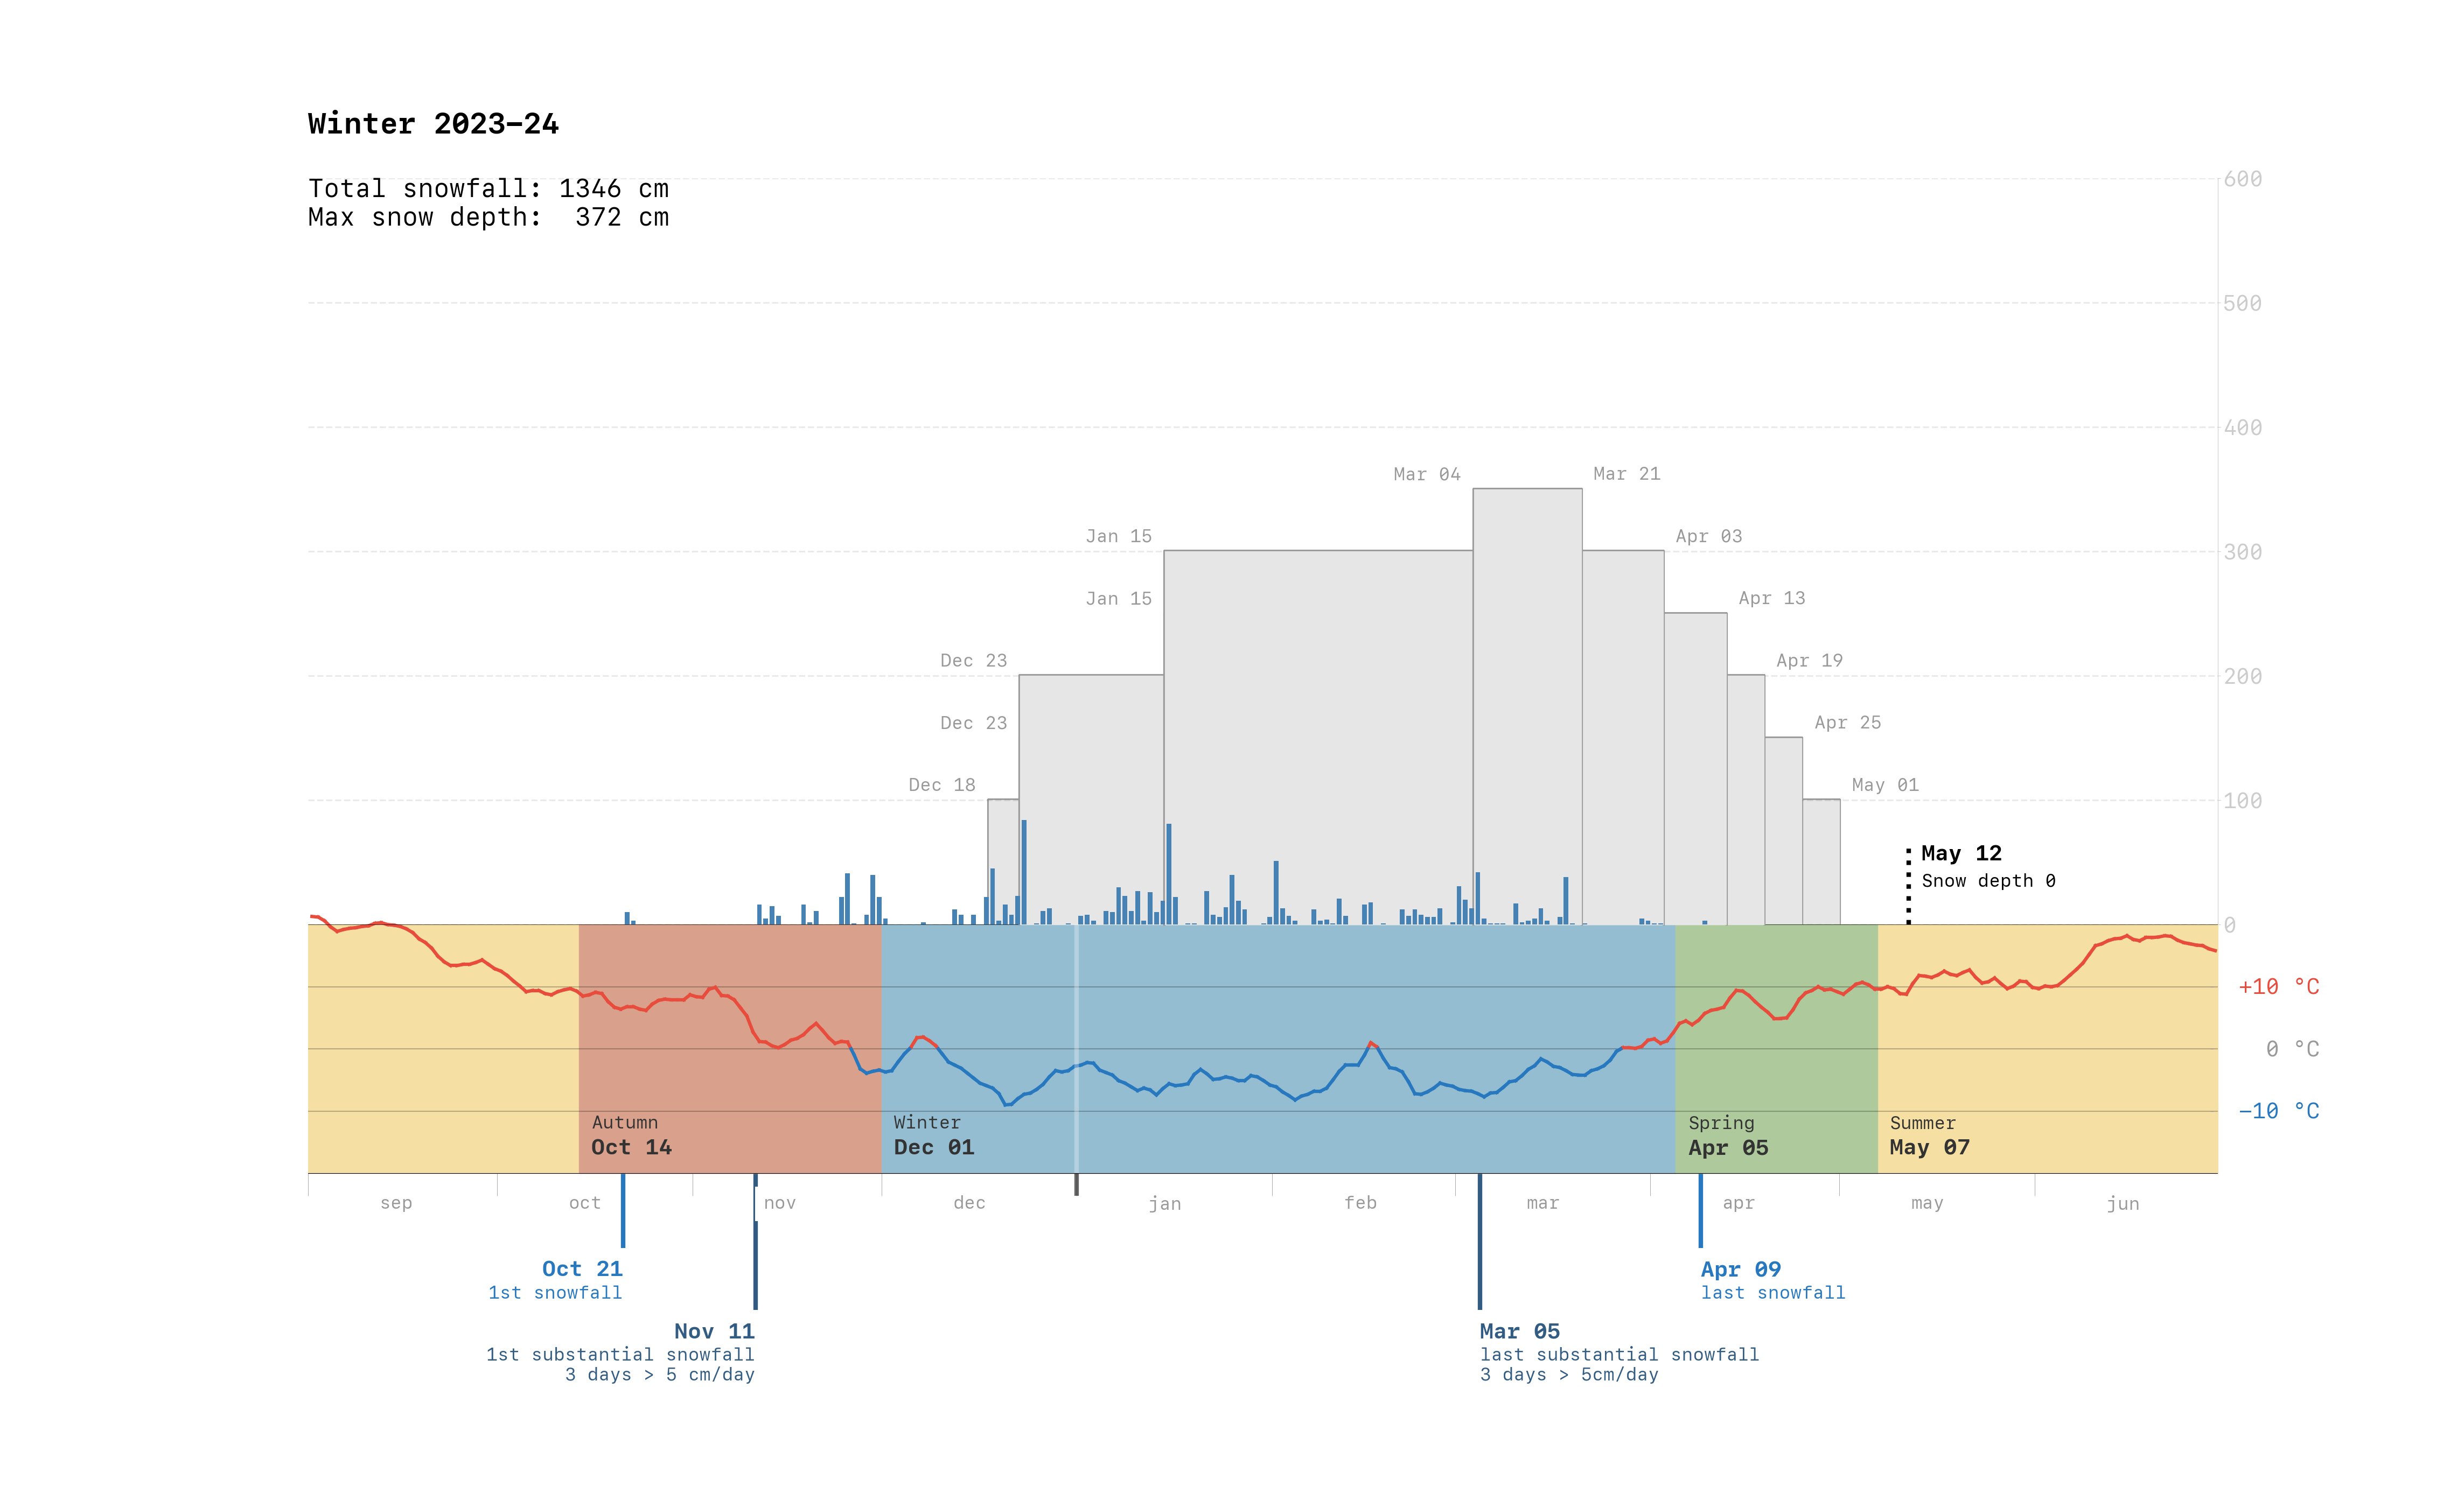 Winter 2023–24
Total snowfall: 1346 cm
Max snow depth: 372 cm
600
500
400
300
200
100
0
Mar 04
Mar 21
Jan 15
Apr 03
Jan 15
Apr 13
Dec 23
Apr 19
Dec 23
Apr 25
Dec 18
May 01
May 12
Snow depth 0
+10 °C
0 °C
−10 °C
Autumn
Oct 14
Winter
Dec 01
Spring
Apr 05
Summer
May 07
sep
oct
nov
dec
jan
feb
mar
apr
may
jun
Oct 21
1st snowfall
Apr 09
last snowfall
Nov 11
1st substantial snowfall
3 days > 5 cm/day
Mar 05
last substantial snowfall
3 days > 5cm/day